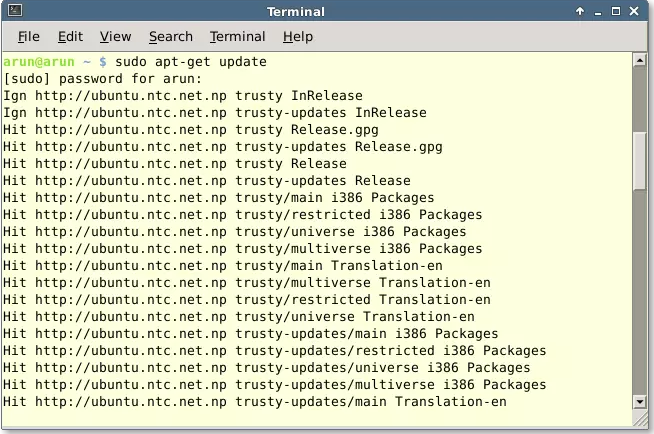 Terminal
File Edit View Search Terminal Help
arun@arun ~ $ sudo apt-get update
[sudo] password for arun:
Ign http://ubuntu.ntc.net.np trusty InRelease
Ign http://ubuntu.ntc.net.np trusty-updates InRelease
Hit http://ubuntu.ntc.net.np trusty Release.gpg
Hit http://ubuntu.ntc.net.np trusty-updates Release.gpg
Hit http://ubuntu.ntc.net.np trusty Release
Hit http://ubuntu.ntc.net.np trusty-updates Release
Hit http://ubuntu.ntc.net.np trusty/main i386 Packages
Hit http://ubuntu.ntc.net.np trusty/restricted i386 Packages
Hit http://ubuntu.ntc.net.np trusty/universe i386 Packages
Hit http://ubuntu.ntc.net.np trusty/multiverse i386 Packages
Hit http://ubuntu.ntc.net.np trusty/main Translation-en
Hit http://ubuntu.ntc.net.np trusty/multiverse Translation-en
Hit http://ubuntu.ntc.net.np trusty/restricted Translation-en
Hit http://ubuntu.ntc.net.np trusty/universe Translation-en
Hit http://ubuntu.ntc.net.np trusty-updates/main i386 Packages
Hit http://ubuntu.ntc.net.np trusty-updates/restricted i386 Packages
Hit http://ubuntu.ntc.net.np trusty-updates/universe i386 Packages
Hit http://ubuntu.ntc.net.np trusty-updates/multiverse i386 Packages
Hit http://ubuntu.ntc.net.np trusty-updates/main Translation-en